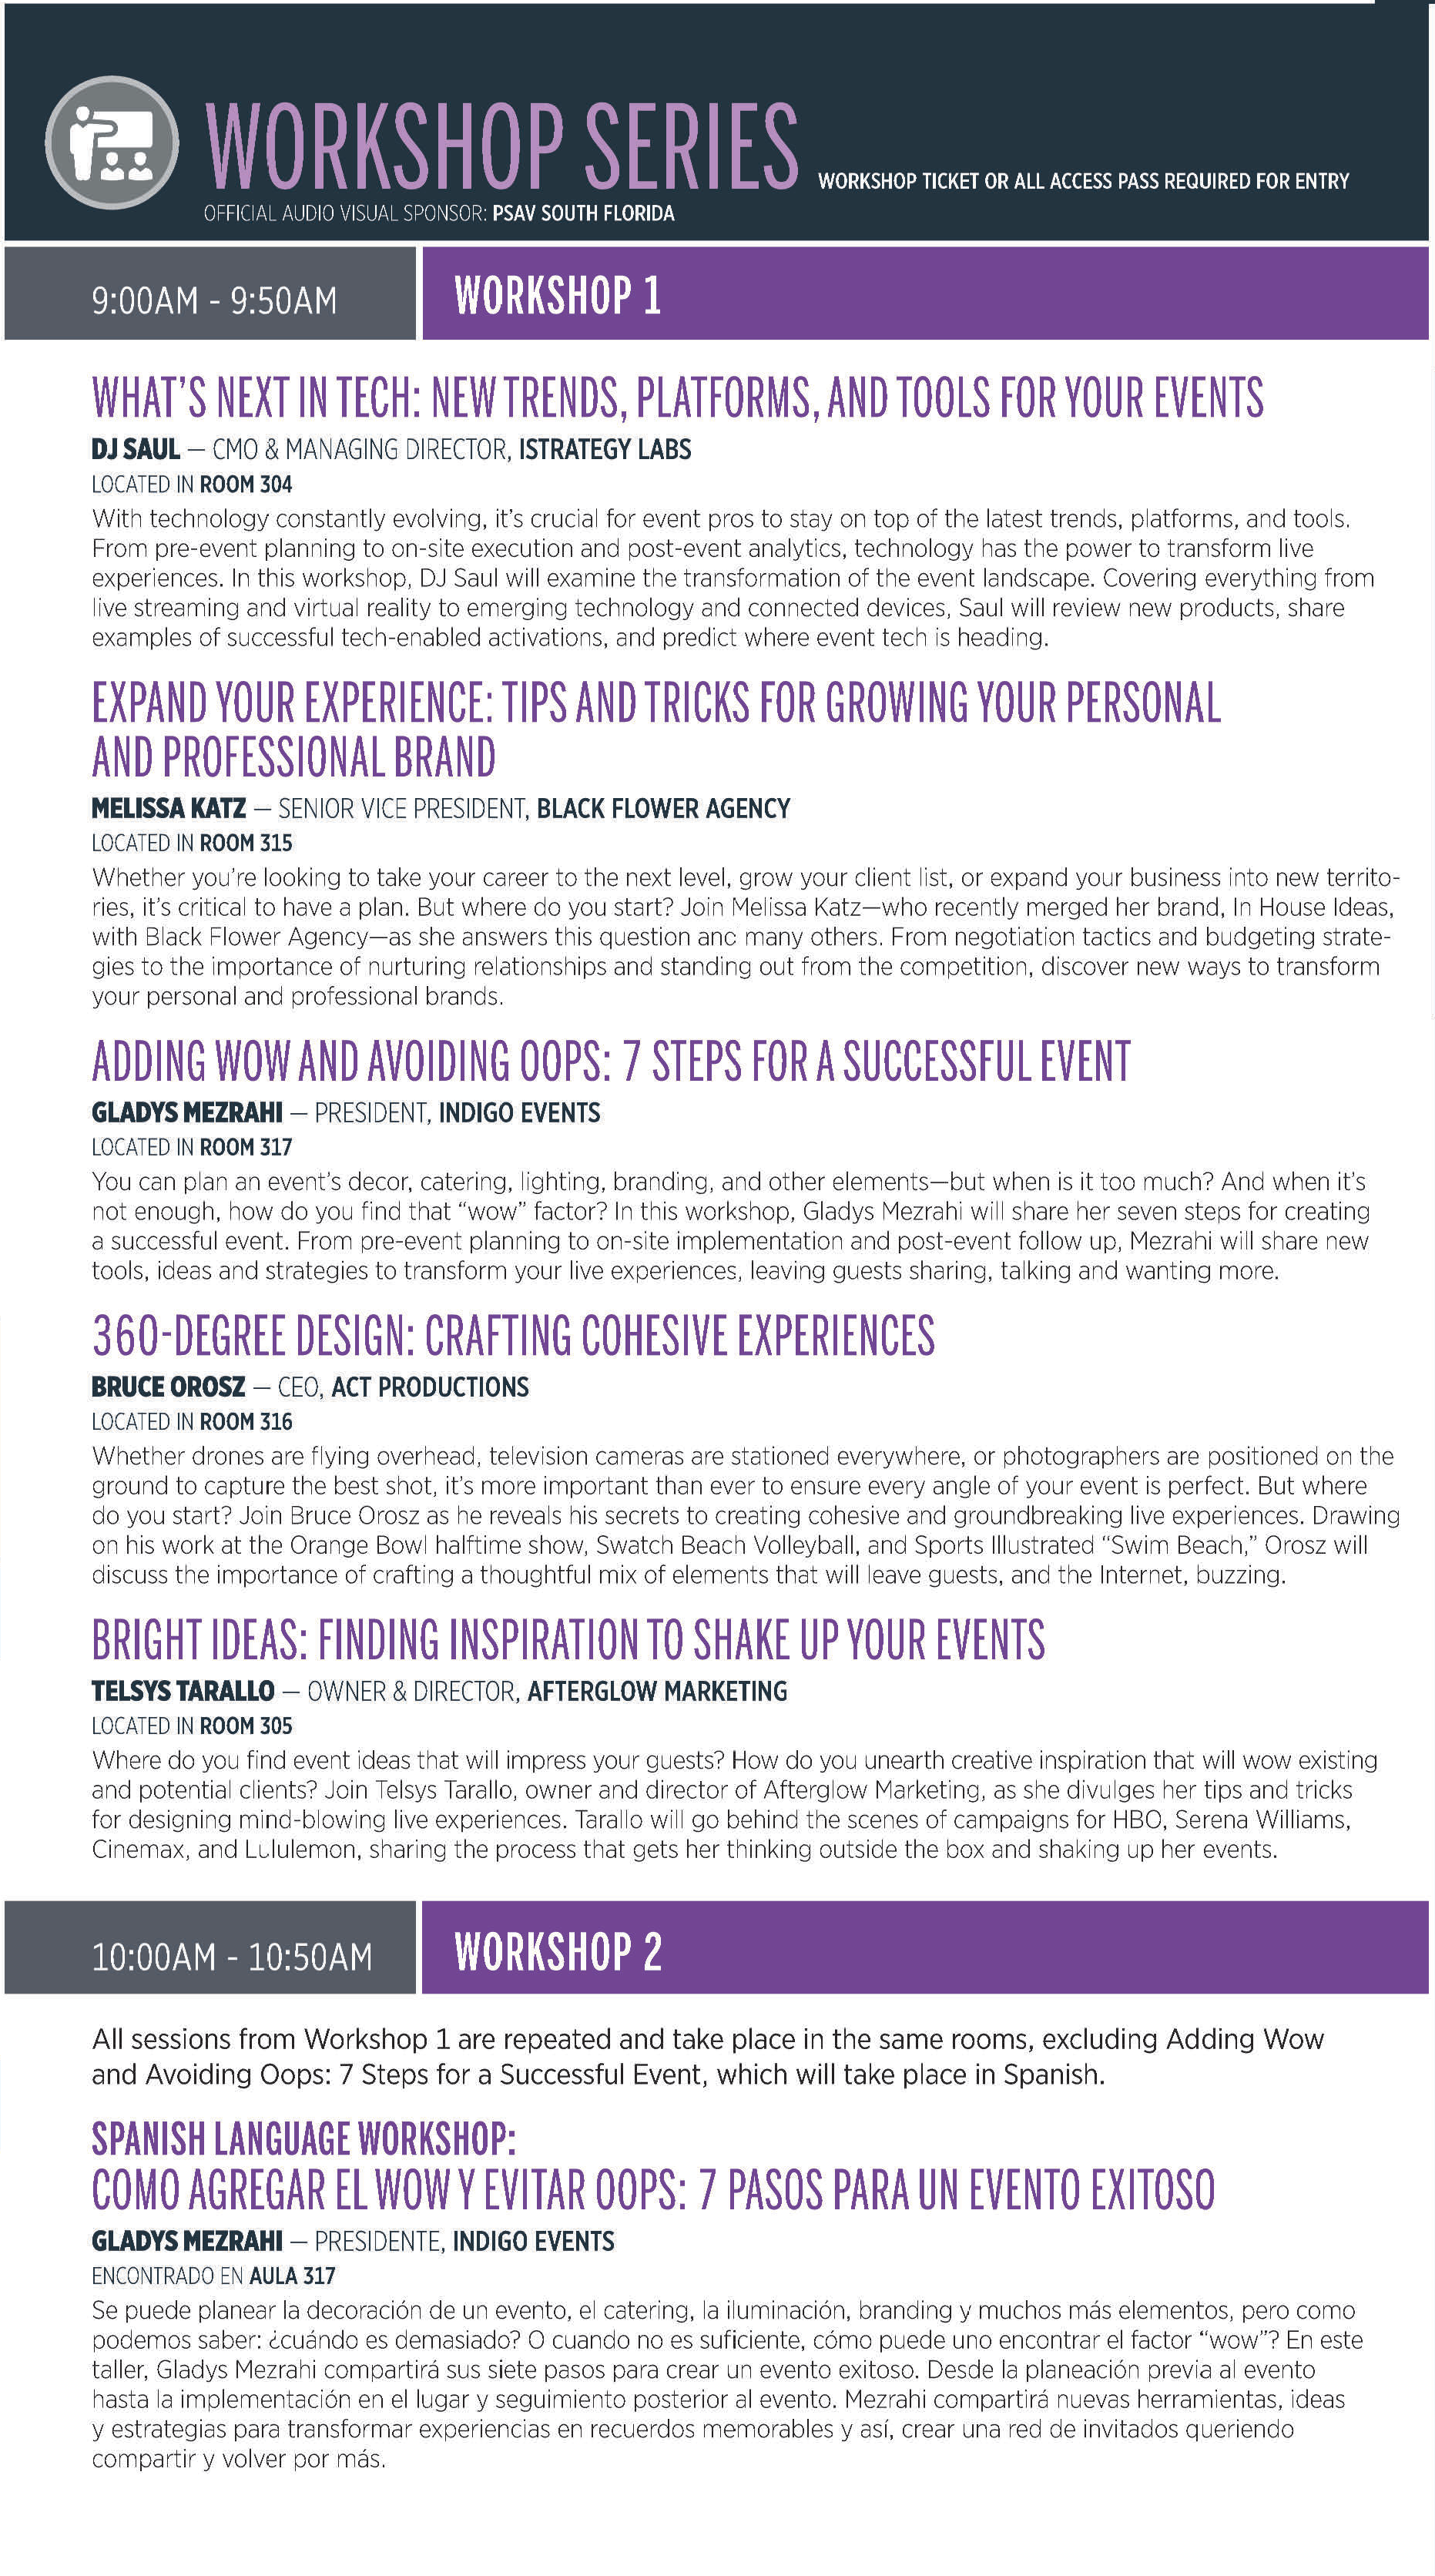 WORKSHOP SERIES
WORKSHOP TICKET OR ALL ACCESS PASS REQUIRED FOR ENTRY
OFFICIAL AUDIO VISUAL SPONSOR: PSAV SOUTH FLORIDA
9:00AM - 9:50AM
WORKSHOP 1
WHAT'S NEXT IN TECH: NEW TRENDS, PLATFORMS, AND TOOLS FOR YOUR EVENTS
DJ SAUL — CMO & MANAGING DIRECTOR, ISTRATEGY LABS
LOCATED IN ROOM 304
With technology constantly evolving, it's crucial for event pros to stay on top of the latest trends, platforms, and tools.
From pre-event planning to on-site execution and post-event analytics, technology has the power to transform live
experiences. In this workshop, DJ Saul will examine the transformation of the event landscape. Covering everything from
live streaming and virtual reality to emerging technology and connected devices, Saul will review new products, share
examples of successful tech-enabled activations, and predict where event tech is heading.
EXPAND YOUR EXPERIENCE: TIPS AND TRICKS FOR GROWING YOUR PERSONAL
AND PROFESSIONAL BRAND
MELISSA KATZ — SENIOR VICE PRESIDENT, BLACK FLOWER AGENCY
LOCATED IN ROOM 315
Whether you're looking to take your career to the next level, grow your client list, or expand your business into new territo-
ries, it's critical to have a plan. But where do you start? Join Melissa Katz—who recently merged her brand, In House Ideas,
with Black Flower Agency—as she answers this question and many others. From negotiation tactics and budgeting strate-
gies to the importance of nurturing relationships and standing out from the competition, discover new ways to transform
your personal and professional brands.
ADDING WOW AND AVOIDING OOPS: 7 STEPS FOR A SUCCESSFUL EVENT
GLADYS MEZRAHI — PRESIDENT, INDIGO EVENTS
LOCATED IN ROOM 317
You can plan an event's decor, catering, lighting, branding, and other elements—but when is it too much? And when it's
not enough, how do you find that "wow" factor? In this workshop, Gladys Mezrahi will share her seven steps for creating
a successful event. From pre-event planning to on-site implementation and post-event follow up, Mezrahi will share new
tools, ideas and strategies to transform your live experiences, leaving guests sharing, talking and wanting more.
360-DEGREE DESIGN: CRAFTING COHESIVE EXPERIENCES
BRUCE OROSZ — CEO, ACT PRODUCTIONS
LOCATED IN ROOM 316
Whether drones are flying overhead, television cameras are stationed everywhere, or photographers are positioned on the
ground to capture the best shot, it's more important than ever to ensure every angle of your event is perfect. But where
do you start? Join Bruce Orosz as he reveals his secrets to creating cohesive and groundbreaking live experiences. Drawing
on his work at the Orange Bowl halftime show, Swatch Beach Volleyball, and Sports Illustrated "Swim Beach," Orosz will
discuss the importance of crafting a thoughtful mix of elements that will leave guests, and the Internet, buzzing.
BRIGHT IDEAS: FINDING INSPIRATION TO SHAKE UP YOUR EVENTS
TELSYS TARALLO — OWNER & DIRECTOR, AFTERGLOW MARKETING
LOCATED IN ROOM 305
Where do you find event ideas that will impress your guests? How do you unearth creative inspiration that will wow existing
and potential clients? Join Telsys Tarallo, owner and director of Afterglow Marketing, as she divulges her tips and tricks
for designing mind-blowing live experiences. Tarallo will go behind the scenes of campaigns for HBO, Serena Williams,
Cinemax, and Lululemon, sharing the process that gets her thinking outside the box and shaking up her events.
10:00AM - 10:50AM
WORKSHOP 2
All sessions from Workshop 1 are repeated and take place in the same rooms, excluding Adding Wow
and Avoiding Oops: 7 Steps for a Successful Event, which will take place in Spanish.
SPANISH LANGUAGE WORKSHOP:
COMO AGREGAR EL WOW Y EVITAR OOPS: 7 PASOS PARA UN EVENTO EXITOSO
GLADYS MEZRAHI — PRESIDENTE, INDIGO EVENTS
ENCONTRADO EN AULA 317
Se puede planear la decoración de un evento, el catering, la iluminación, branding y muchos más elementos, pero como
podemos saber: ¿cuándo es demasiado? O cuando no es suficiente, cómo puede uno encontrar el factor "wow"? En este
taller, Gladys Mezrahi compartirá sus siete pasos para crear un evento exitoso. Desde la planeación previa al evento
hasta la implementación en el lugar y seguimiento posterior al evento. Mezrahi compartirá nuevas herramientas, ideas
y estrategias para transformar experiencias en recuerdos memorables y así, crear una red de invitados queriendo
compartir y volver por más.